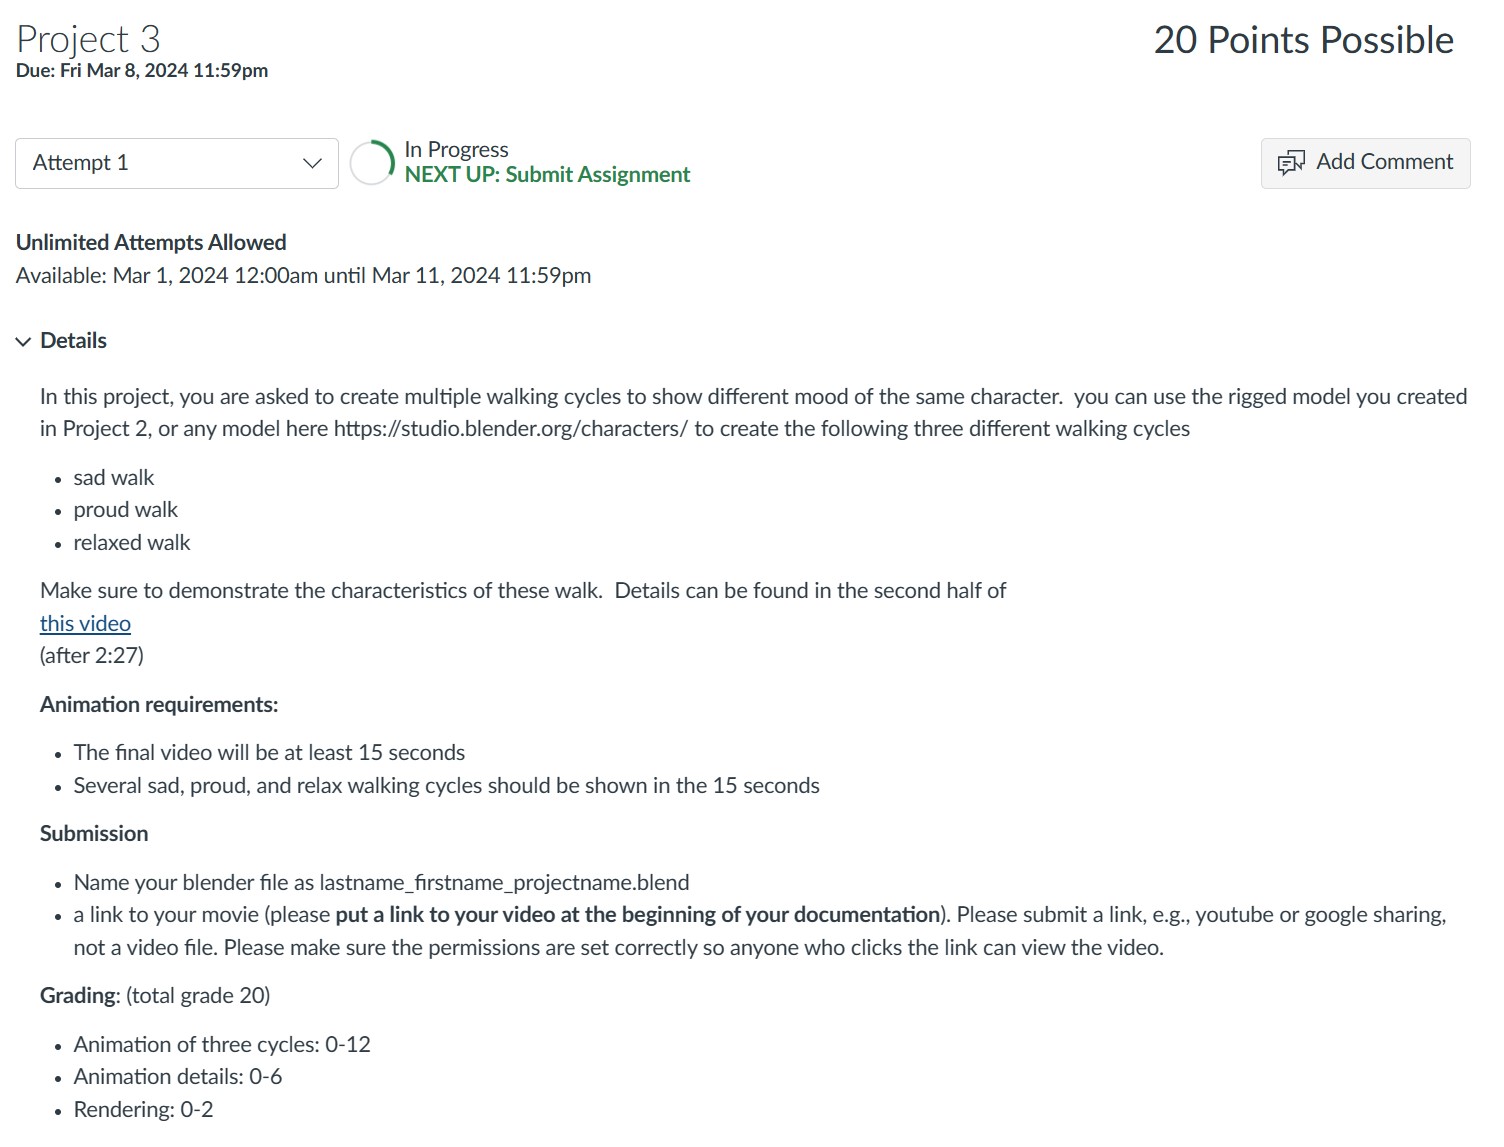 Project 3
20 Points Possible
Due: Fri Mar 8, 2024 11:59pm
Attempt 1
In Progress
NEXT UP: Submit Assignment
Add Comment
Unlimited Attempts Allowed
Available: Mar 1, 2024 12:00am until Mar 11, 2024 11:59pm
Details
In this project, you are asked to create multiple walking cycles to show different mood of the same character.  you can use the rigged model you created
in Project 2, or any model here https://studio.blender.org/characters/ to create the following three different walking cycles
• sad walk
• proud walk
• relaxed walk
Make sure to demonstrate the characteristics of these walk.  Details can be found in the second half of
this video
(after 2:27)
Animation requirements:
• The final video will be at least 15 seconds
• Several sad, proud, and relax walking cycles should be shown in the 15 seconds
Submission
• Name your blender file as lastname_firstname_projectname.blend
• a link to your movie (please put a link to your video at the beginning of your documentation). Please submit a link, e.g., youtube or google sharing,
not a video file. Please make sure the permissions are set correctly so anyone who clicks the link can view the video.
Grading: (total grade 20)
• Animation of three cycles: 0-12
• Animation details: 0-6
• Rendering: 0-2